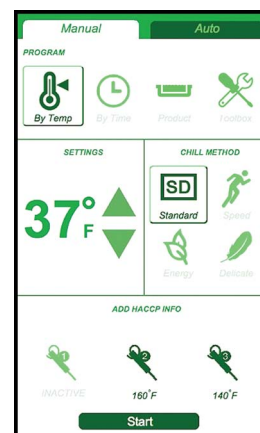 Manual Auto
PROGRAM
By Temp By Time Product Toolbox
SETTINGS CHILL METHOD
37°F
SD
Standard Speed
Energy Delicate
ADD HACCP INFO
1 2 3
INACTIVE 160°F 140°F
Start